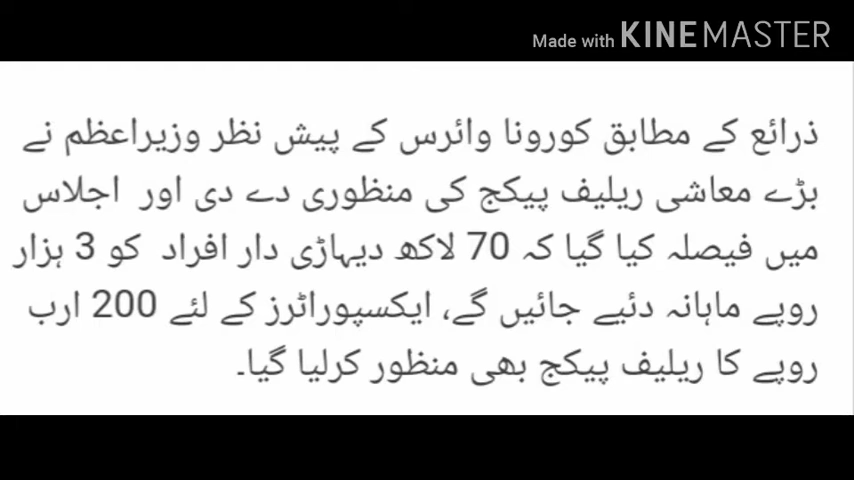 Made with KINEMASTER
ذرائع کے مطابق کورونا وائرس کے پیش نظر وزیراعظم نے
بڑے معاشی ریلیف پیکج کی منظوری دے دی اور اجلاس
میں فیصلہ کیا گیا کہ 70 لاکھ دیہاڑی دار افراد کو 3 ہزار
روپے ماہانہ دئیے جائیں گے، ایکسپوراٹرز کے لئے 200 ارب
روپے کا ریلیف پیکج بھی منظور کرلیا گیا۔